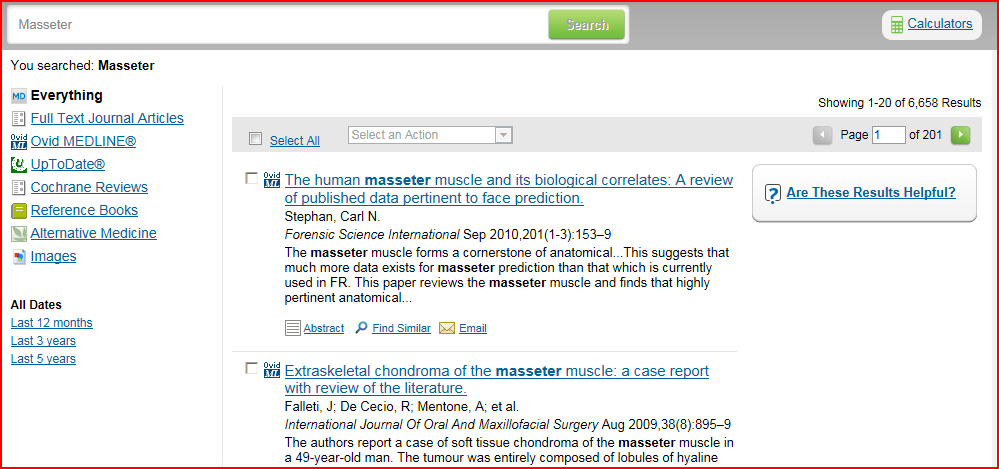 Masseter
Search
Calculators
You searched: Masseter
MD Everything
Full Text Journal Articles
Ovid ML Ovid MEDLINE®
UpToDate®
Cochrane Reviews
Reference Books
Alternative Medicine
Images
All Dates
Last 12 months
Last 3 years
Last 5 years
Showing 1-20 of 6,658 Results
Select All
Select an Action
Page 1 of 201
Are These Results Helpful?
Ovid ML The human masseter muscle and its biological correlates: A review
of published data pertinent to face prediction.
Stephan, Carl N.
Forensic Science International Sep 2010,201(1-3):153–9
The masseter muscle forms a cornerstone of anatomical...This suggests that
much more data exists for masseter prediction than that which is currently
used in FR. This paper reviews the masseter muscle and finds that highly
pertinent anatomical...
Abstract Find Similar Email
Ovid ML Extraskeletal chondroma of the masseter muscle: a case report
with review of the literature.
Falleti, J; De Cecio, R; Mentone, A; et al.
International Journal Of Oral And Maxillofacial Surgery Aug 2009,38(8):895–9
The authors report a case of soft tissue chondroma of the masseter muscle in
a 49-year-old man. The tumour was entirely composed of lobules of hyaline